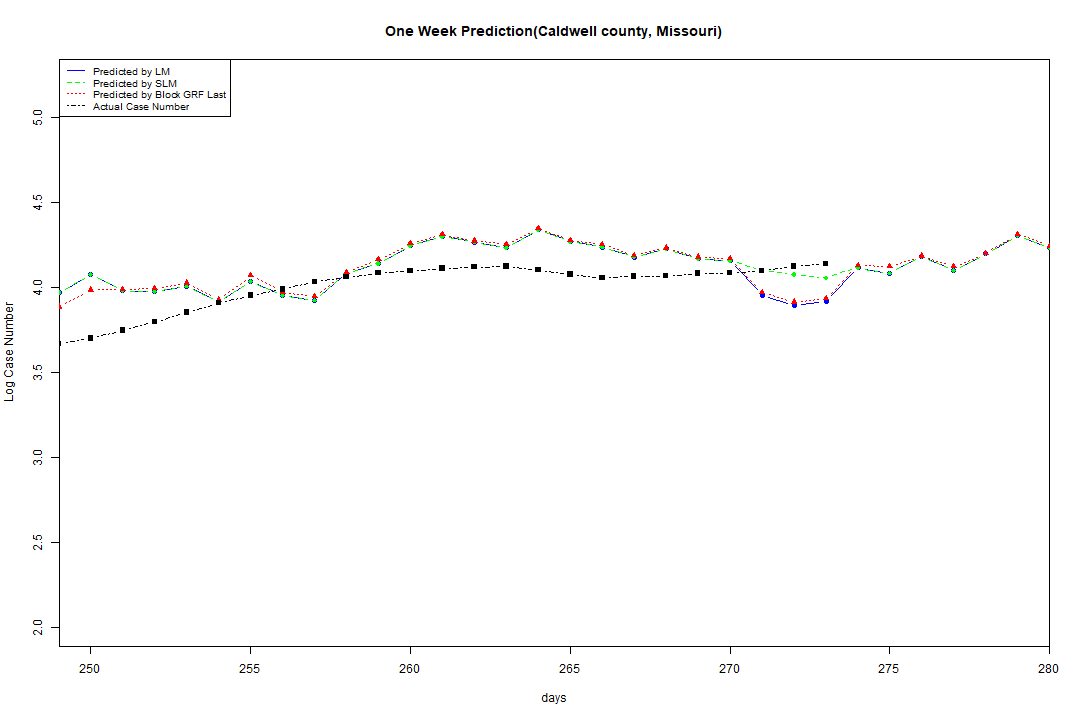 One Week Prediction(Caldwell county, Missouri)
Predicted by LM
Predicted by SLM
Predicted by Block GRF Last
Actual Case Number
5.0
4.5
4.0
3.5
3.0
2.5
2.0
Log Case Number
250 255 260 265 270 275 280
days